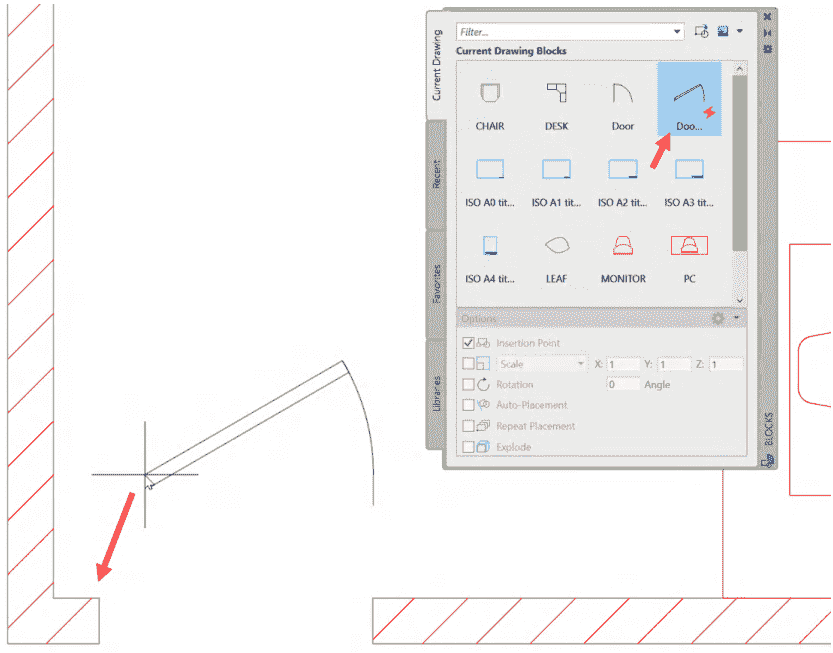 Filter...
Current Drawing Blocks
CHAIR DESK Door Doo...
ISO A0 tit... ISO A1 tit... ISO A2 tit... ISO A3 tit...
ISO A4 tit... LEAF MONITOR PC
Options
Insertion Point
Scale X: 1 Y: 1 Z: 1
Rotation 0 Angle
Auto-Placement
Repeat Placement
Explode
Current Drawing
Recent
Favorites
Libraries
BLOCKS